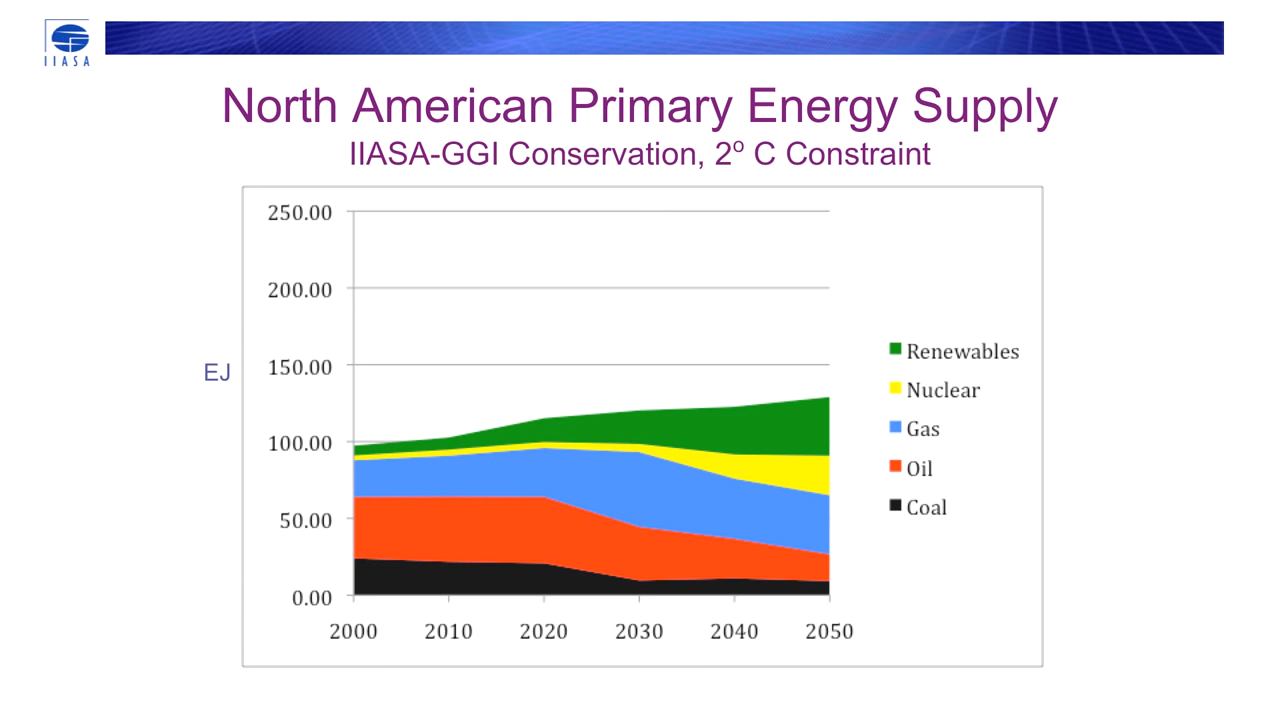 IIASA
North American Primary Energy Supply
IIASA-GGI Conservation, 2º C Constraint
250.00
200.00
EJ
150.00
100.00
50.00
0.00
2000 2010 2020 2030 2040 2050
Renewables
Nuclear
Gas
Oil
Coal